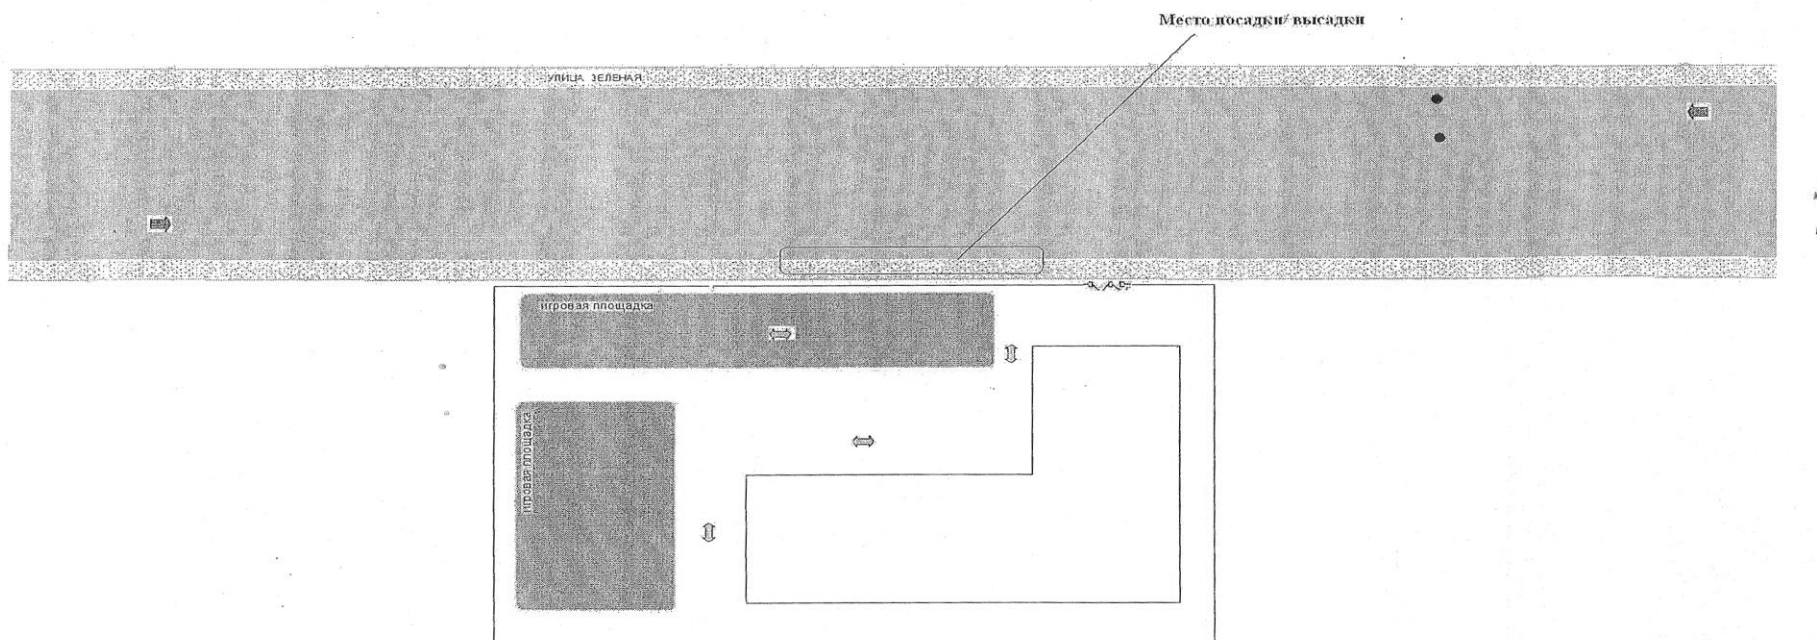 Место посадки/ высадки
УЛИЦА ЗЕЛЕНАЯ
игровая площадка
игровая площадка